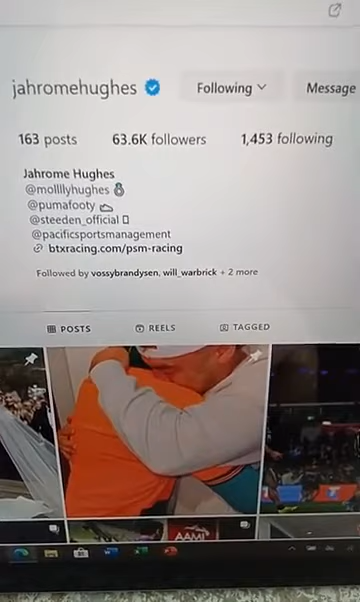 jahromehughes Following Message
163 posts 63.6K followers 1,453 following
Jahrome Hughes
@mollllyhughes
@pumafooty
@steeden_official
@pacificsportsmanagement
btxracing.com/psm-racing
Followed by vossybrandysen, will_warbrick + 2 more
POSTS REELS TAGGED
AAMI